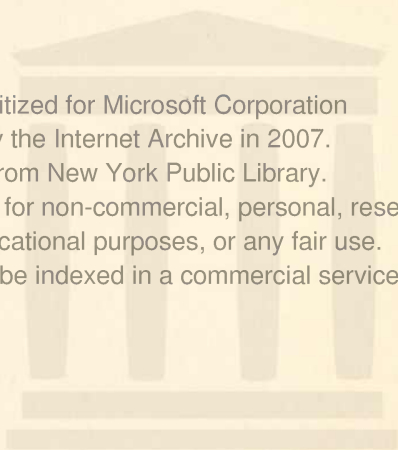 itized for Microsoft Corporation
the Internet Archive in 2007.
rom New York Public Library.
for non-commercial, personal, rese
cational purposes, or any fair use.
be indexed in a commercial service